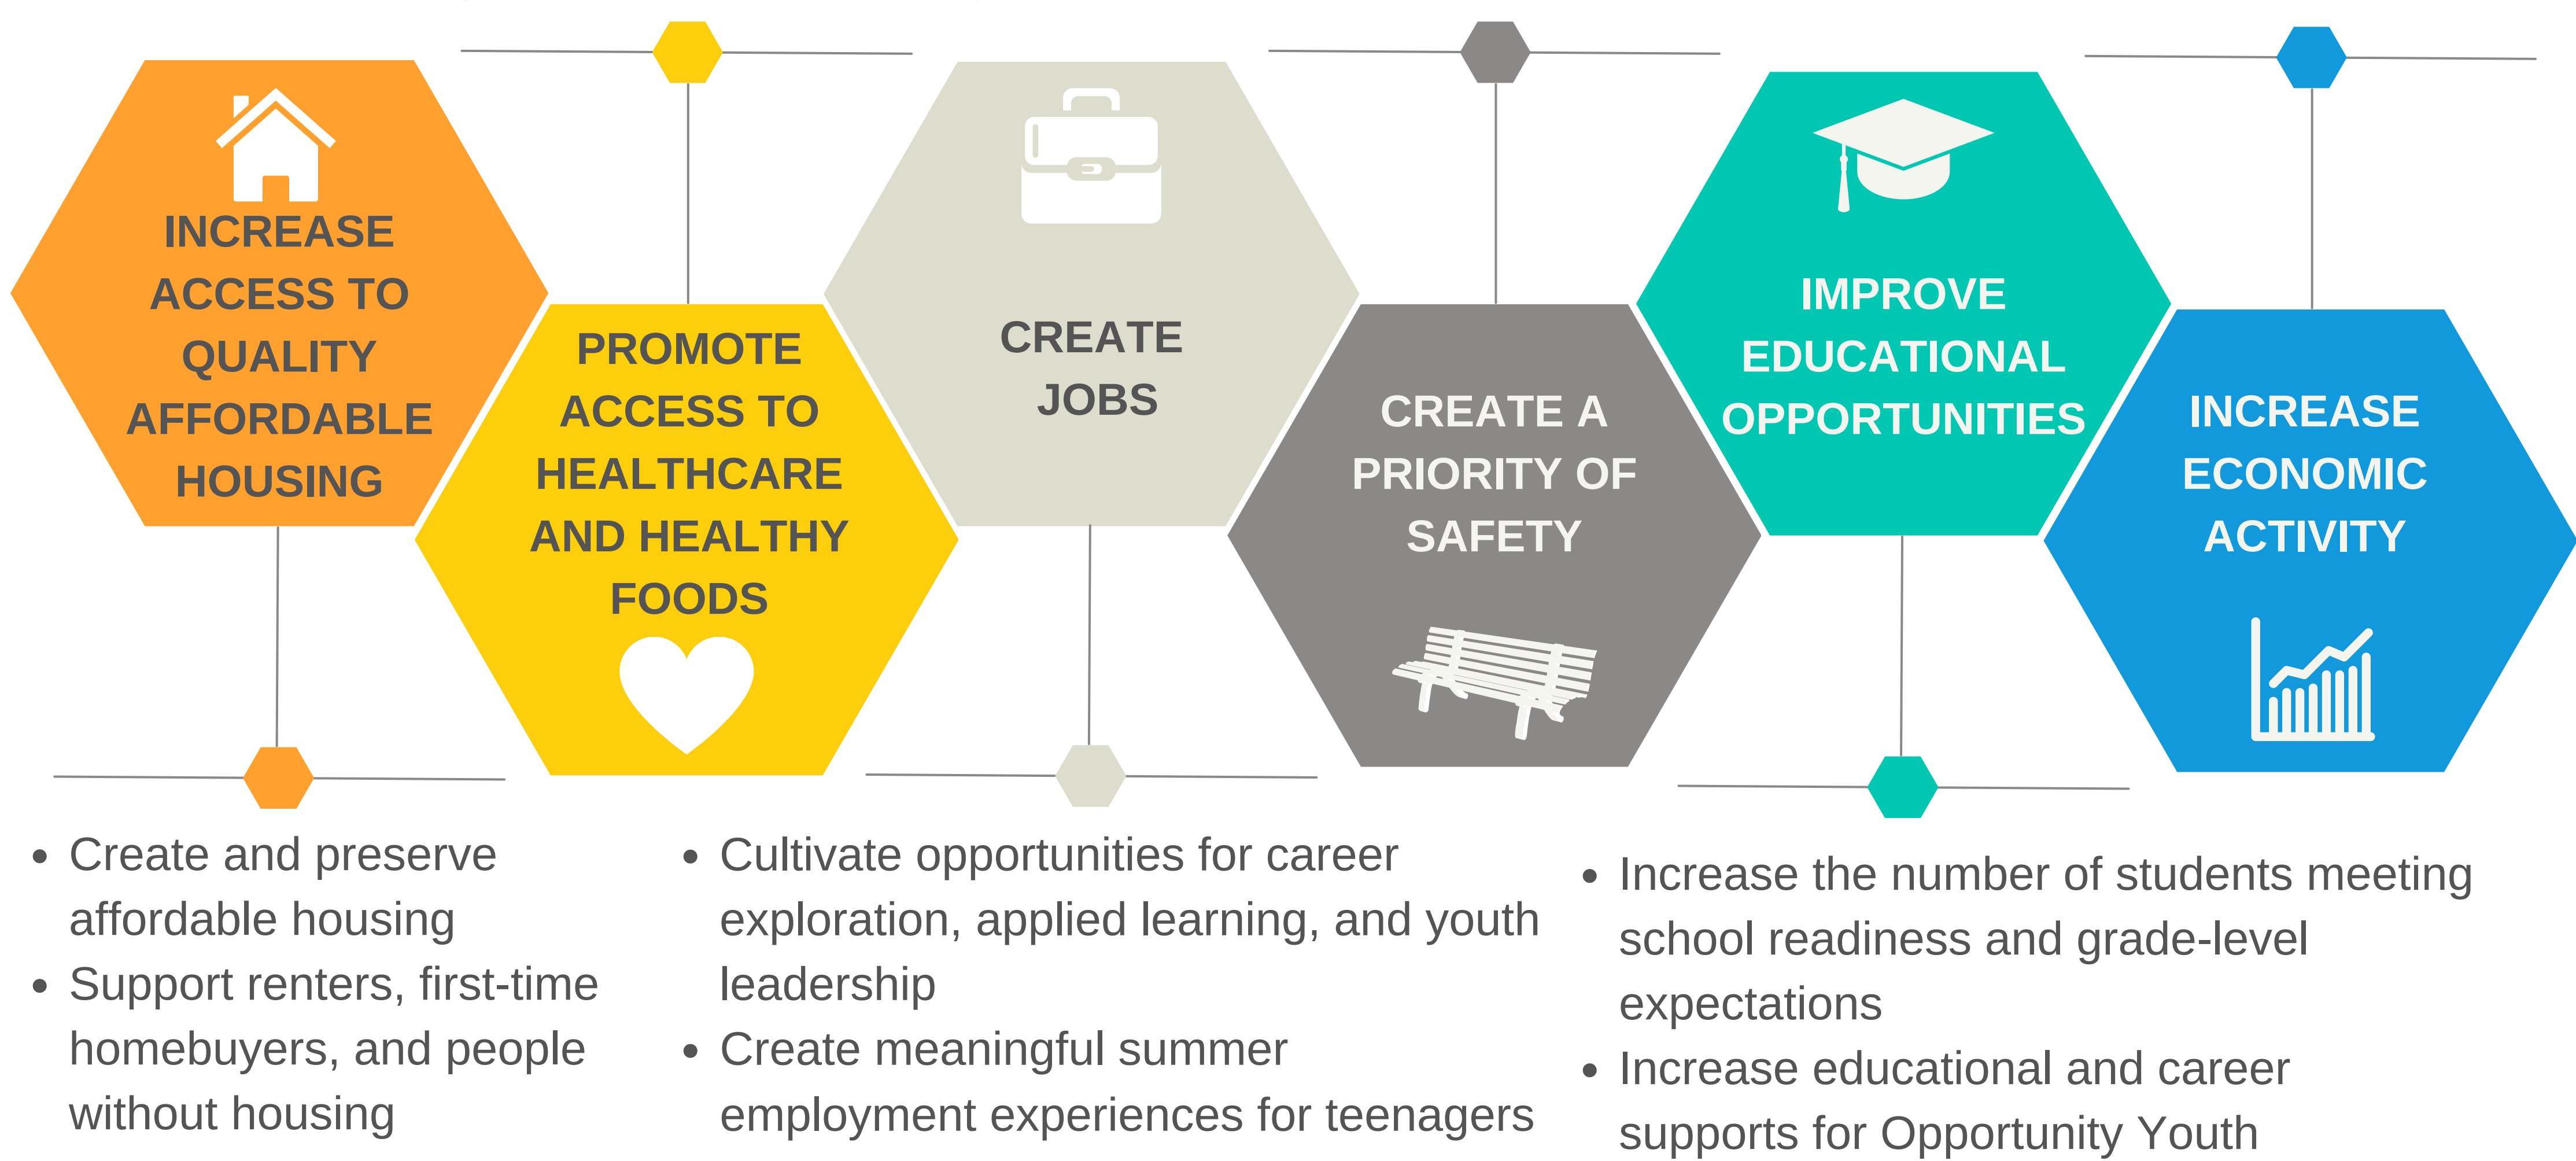 INCREASE
ACCESS TO
QUALITY
AFFORDABLE
HOUSING
PROMOTE
ACCESS TO
HEALTHCARE
AND HEALTHY
FOODS
CREATE
JOBS
CREATE A
PRIORITY OF
SAFETY
IMPROVE
EDUCATIONAL
OPPORTUNITIES
INCREASE
ECONOMIC
ACTIVITY
• Create and preserve
affordable housing
• Support renters, first-time
homebuyers, and people
without housing
• Cultivate opportunities for career
exploration, applied learning, and youth
leadership
• Create meaningful summer
employment experiences for teenagers
• Increase the number of students meeting
school readiness and grade-level
expectations
• Increase educational and career
supports for Opportunity Youth